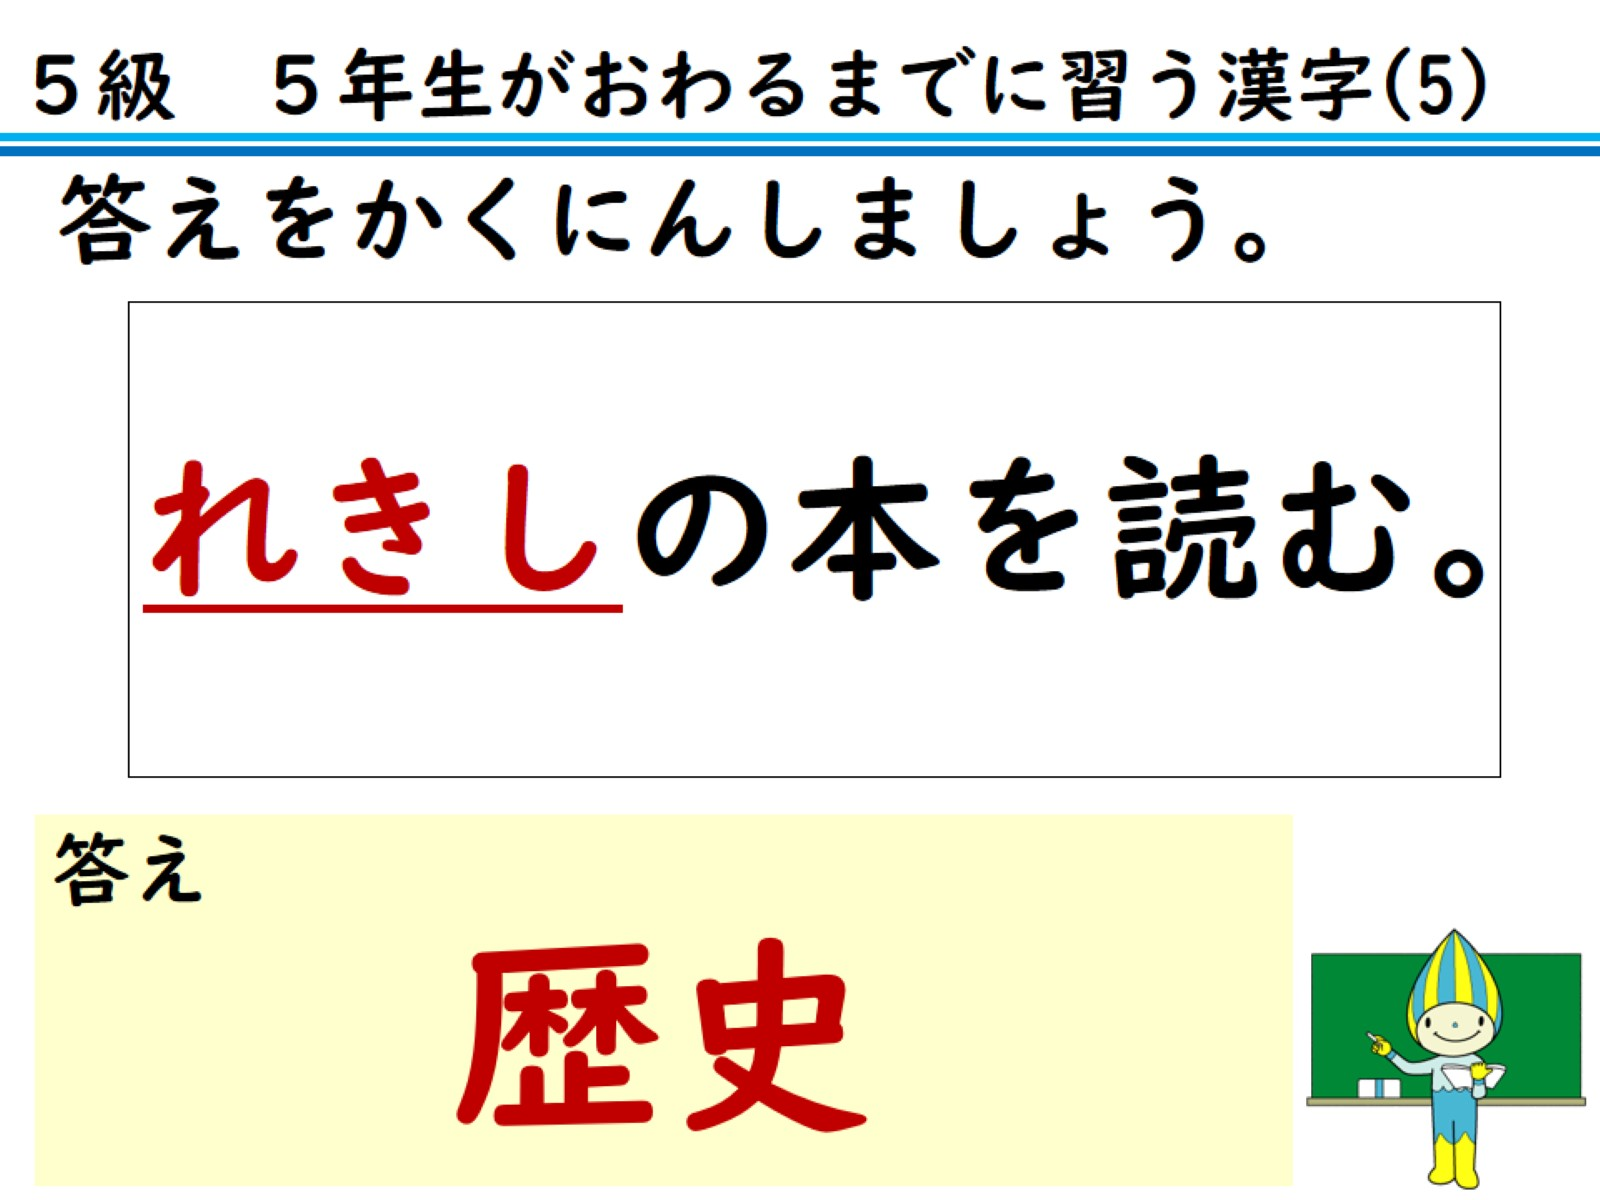 ５級　５年生がおわるまでに習う漢字(5)
答えをかくにんしましょう。
れきしの本を読む。
答え
歴史